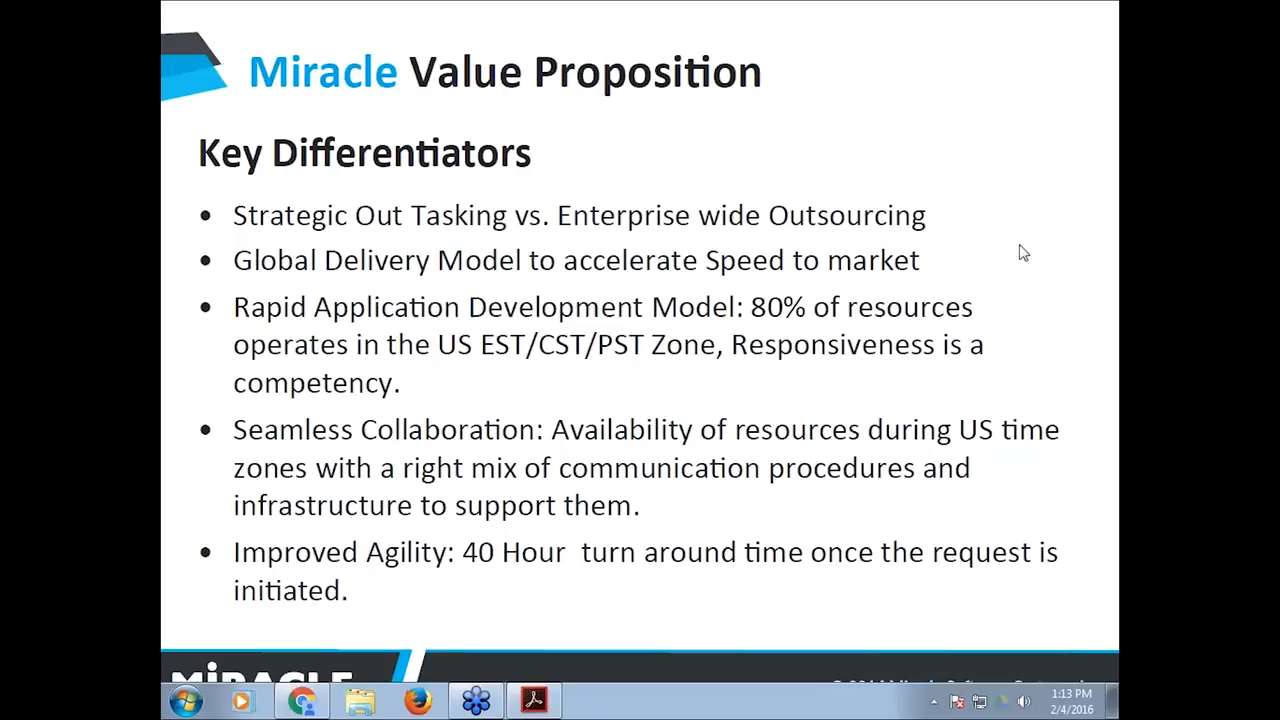 Miracle Value Proposition
Key Differentiators
• Strategic Out Tasking vs. Enterprise wide Outsourcing
• Global Delivery Model to accelerate Speed to market
• Rapid Application Development Model: 80% of resources
operates in the US EST/CST/PST Zone, Responsiveness is a
competency.
• Seamless Collaboration: Availability of resources during US time
zones with a right mix of communication procedures and
infrastructure to support them.
• Improved Agility: 40 Hour turn around time once the request is
initiated.
MIRACLE
1:13 PM
2/4/2016